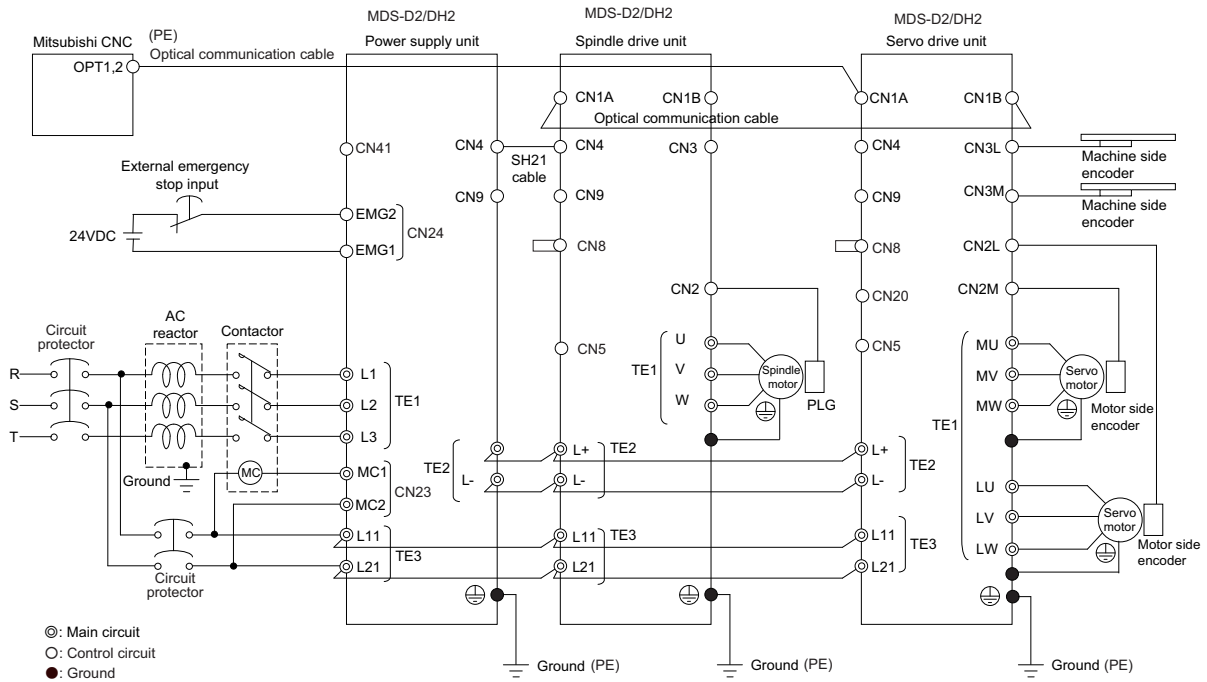 MDS-D2/DH2
MDS-D2/DH2
MDS-D2/DH2
Mitsubishi CNC
(PE)
Power supply unit
Spindle drive unit
Servo drive unit
Optical communication cable
OPT1,2
CN1A
CN1B
CN1A
CN1B
Optical communication cable
CN41
CN4
CN4
CN3
CN4
CN3L
SH21
cable
Machine side
encoder
External emergency
stop input
CN9
CN9
CN9
CN3M
Machine side
encoder
EMG2
CN24
24VDC
EMG1
CN8
CN8
CN2L
CN2
CN20
CN2M
AC
reactor
Circuit
protector
Contactor
CN5
CN5
U
V
W
TE1
Spindle
motor
PLG
MU
MV
MW
TE1
Servo
motor
Motor side
encoder
R
S
T
L1
L2
L3
TE1
TE2
L-
L+
L-
TE2
L+
L-
TE2
Ground
MC
MC1
MC2
CN23
LU
LV
LW
Servo
motor
Motor side
encoder
L11
L21
TE3
L11
L21
TE3
L11
L21
TE3
Circuit
protector
: Main circuit
: Control circuit
: Ground
Ground (PE)
Ground (PE)
Ground (PE)